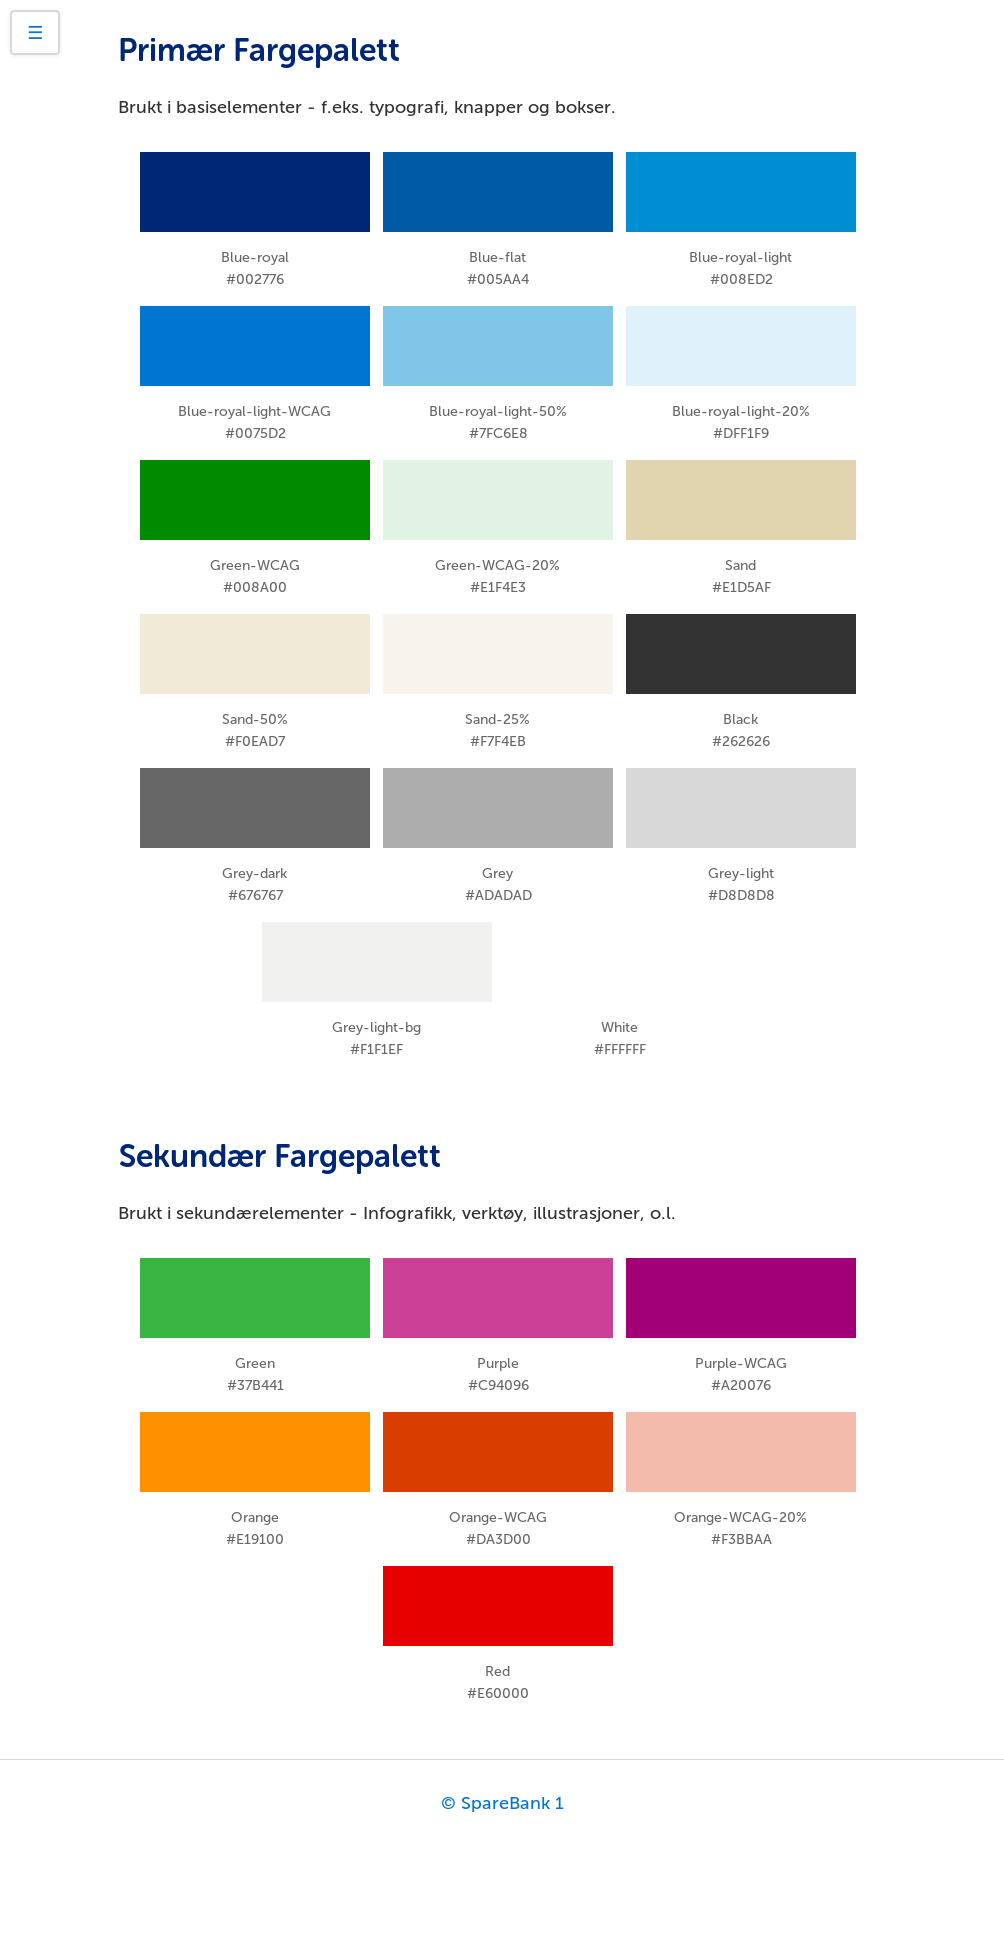 ☰
Primær Fargepalett
Brukt i basiselementer - f.eks. typografi, knapper og bokser.
Blue-royal
#002776
Blue-flat
#005AA4
Blue-royal-light
#008ED2
Blue-royal-light-WCAG
#0075D2
Blue-royal-light-50%
#7FC6E8
Blue-royal-light-20%
#DFF1F9
Green-WCAG
#008A00
Green-WCAG-20%
#E1F4E3
Sand
#E1D5AF
Sand-50%
#F0EAD7
Sand-25%
#F7F4EB
Black
#262626
Grey-dark
#676767
Grey
#ADADAD
Grey-light
#D8D8D8
Grey-light-bg
#F1F1EF
White
#FFFFFF
Sekundær Fargepalett
Brukt i sekundærelementer - Infografikk, verktøy, illustrasjoner, o.l.
Green
#37B441
Purple
#C94096
Purple-WCAG
#A20076
Orange
#E19100
Orange-WCAG
#DA3D00
Orange-WCAG-20%
#F3BBAA
Red
#E60000
© SpareBank 1